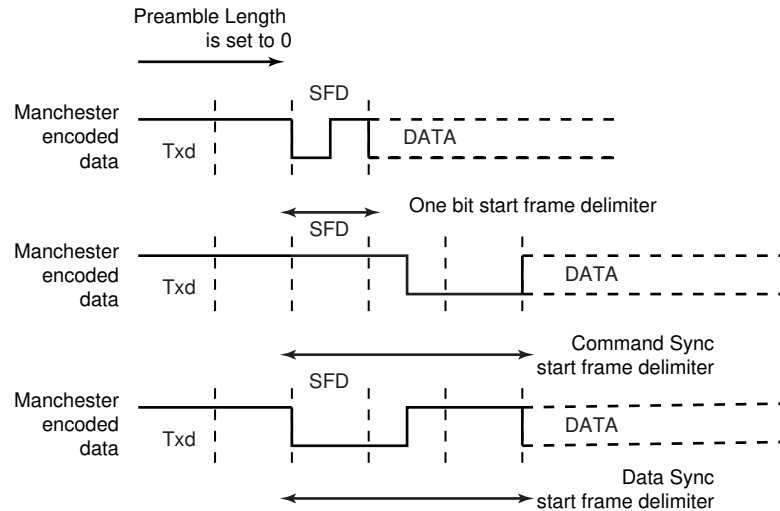 Preamble Length
is set to 0
SFD
Manchester
encoded
data
Txd
DATA
One bit start frame delimiter
SFD
Manchester
encoded
data
Txd
DATA
Command Sync
start frame delimiter
SFD
Manchester
encoded
data
Txd
DATA
Data Sync
start frame delimiter